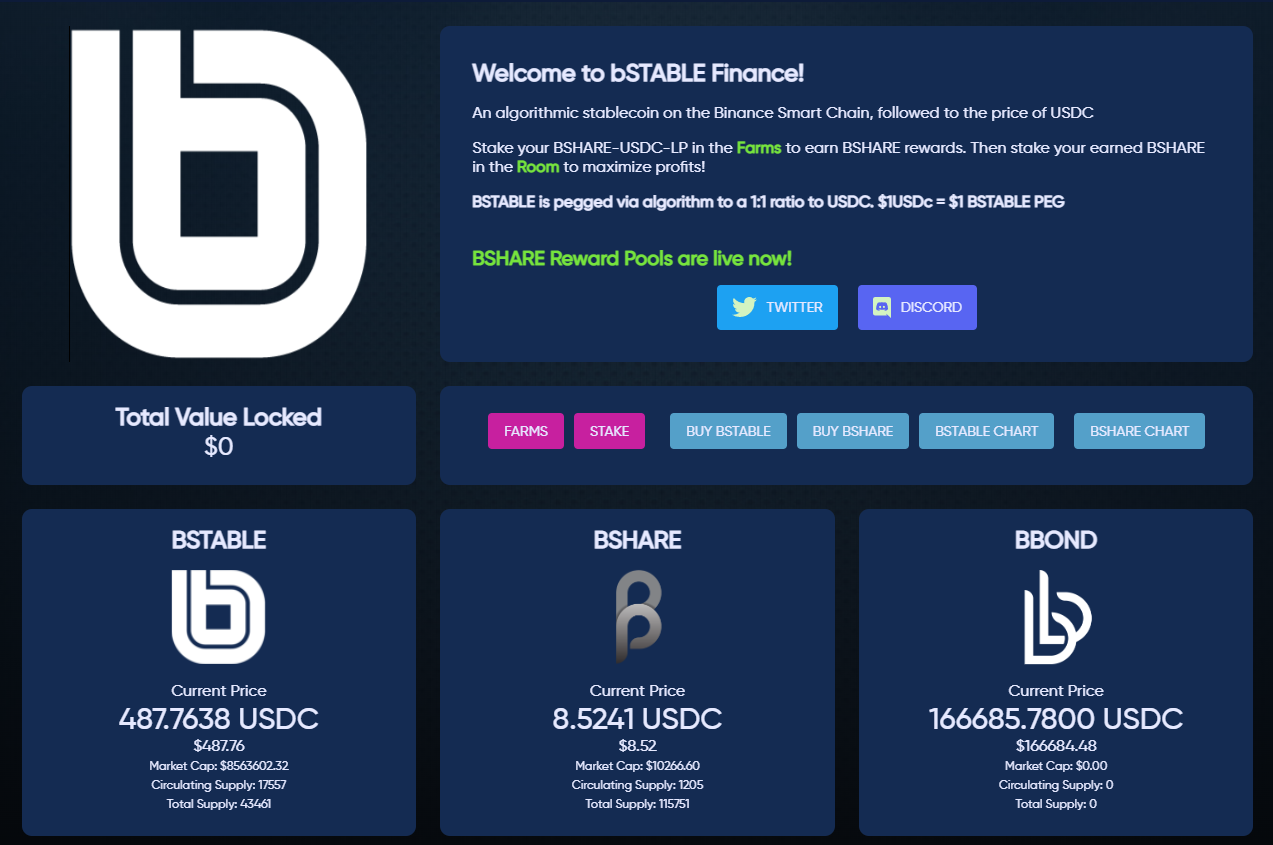 Welcome to bSTABLE Finance!
An algorithmic stablecoin on the Binance Smart Chain, followed to the price of USDC
Stake your BSHARE-USDC-LP in the Farms to earn BSHARE rewards. Then stake your earned BSHARE
in the Room to maximize profits!
BSTABLE is pegged via algorithm to a 1:1 ratio to USDC. $1USDc = $1 BSTABLE PEG
BSHARE Reward Pools are live now!
TWITTER
DISCORD
Total Value Locked
$0
FARMS
STAKE
BUY BSTABLE
BUY BSHARE
BSTABLE CHART
BSHARE CHART
BSTABLE
Current Price
487.7638 USDC
$487.76
Market Cap: $8563602.32
Circulating Supply: 17557
Total Supply: 43461
BSHARE
Current Price
8.5241 USDC
$8.52
Market Cap: $10266.60
Circulating Supply: 1205
Total Supply: 115751
BBOND
Current Price
166685.7800 USDC
$166684.48
Market Cap: $0.00
Circulating Supply: 0
Total Supply: 0